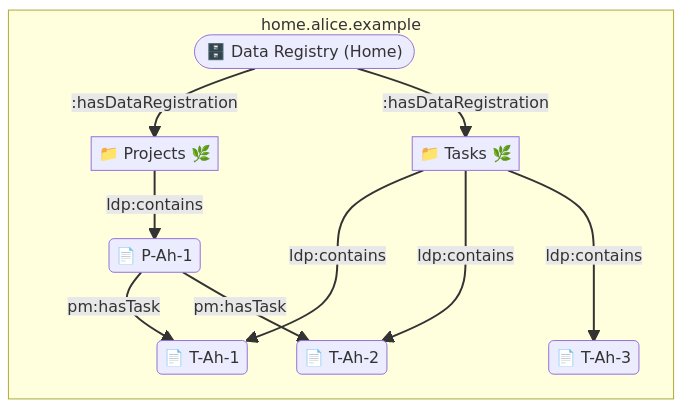 home.alice.example
🗄️ Data Registry (Home)
:hasDataRegistration
:hasDataRegistration
📁 Projects 🌿
📁 Tasks 🌿
ldp:contains
📄 P-Ah-1
ldp:contains
ldp:contains
ldp:contains
pm:hasTask
pm:hasTask
📄 T-Ah-1
📄 T-Ah-2
📄 T-Ah-3